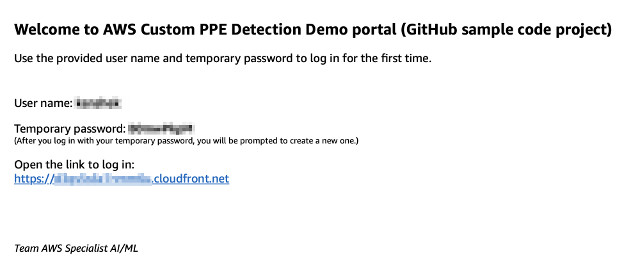 Welcome to AWS Custom PPE Detection Demo portal (GitHub sample code project)
Use the provided user name and temporary password to log in for the first time.
User name:
Temporary password:
(After you log in with your temporary password, you will be prompted to create a new one.)
Open the link to log in:
https://.cloudfront.net
Team AWS Specialist AI/ML